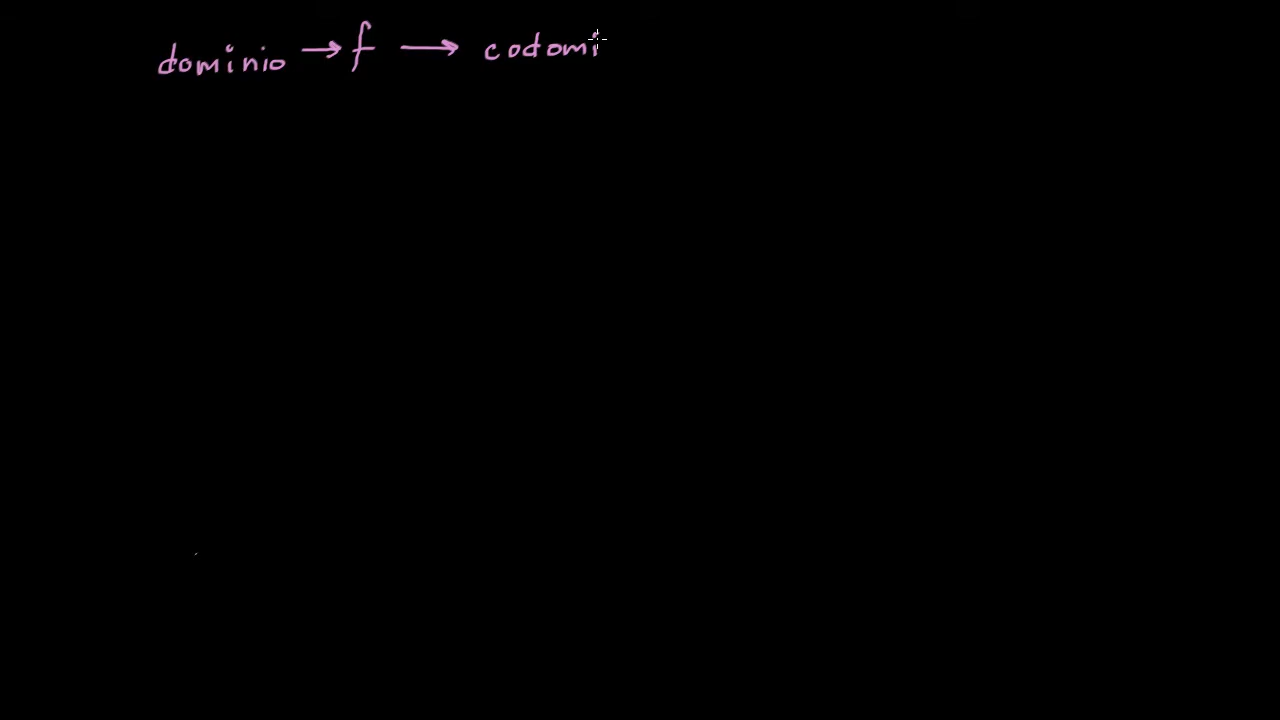 dominio → f → codomi